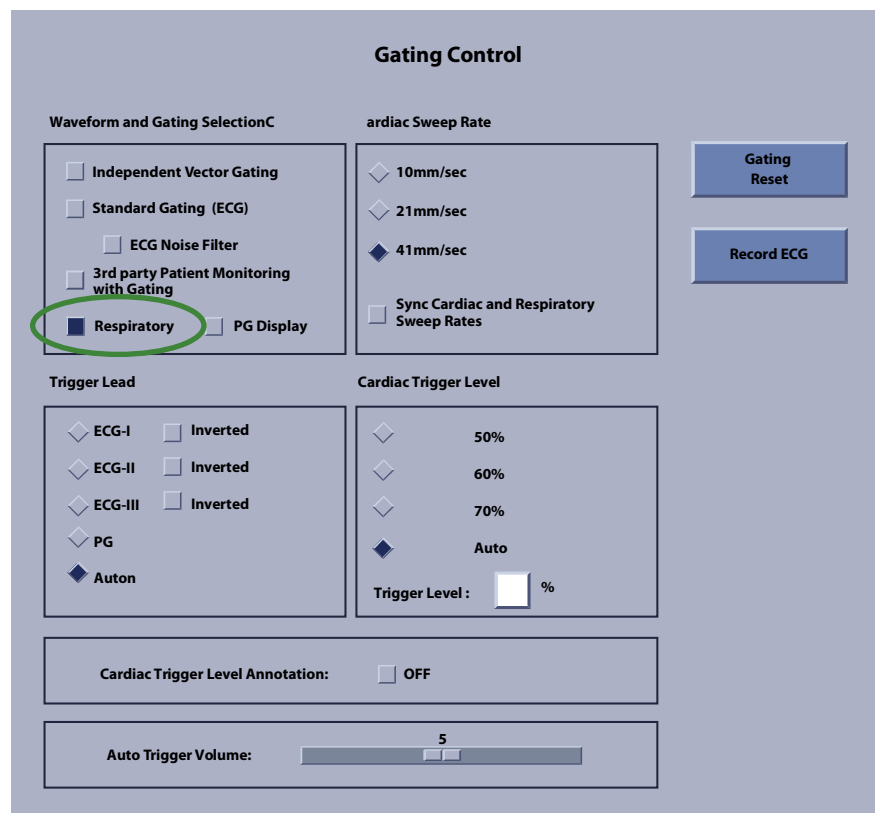 Gating Control
Waveform and Gating SelectionC
ardiac Sweep Rate
Independent Vector Gating
Standard Gating (ECG)
ECG Noise Filter
3rd party Patient Monitoring
with Gating
Respiratory
PG Display
10mm/sec
21mm/sec
41mm/sec
Sync Cardiac and Respiratory
Sweep Rates
Gating
Reset
Record ECG
Trigger Lead
ECG-I
Inverted
ECG-II
Inverted
ECG-III
Inverted
PG
Auton
Cardiac Trigger Level
50%
60%
70%
Auto
Trigger Level :
%
Cardiac Trigger Level Annotation:
OFF
Auto Trigger Volume:
5